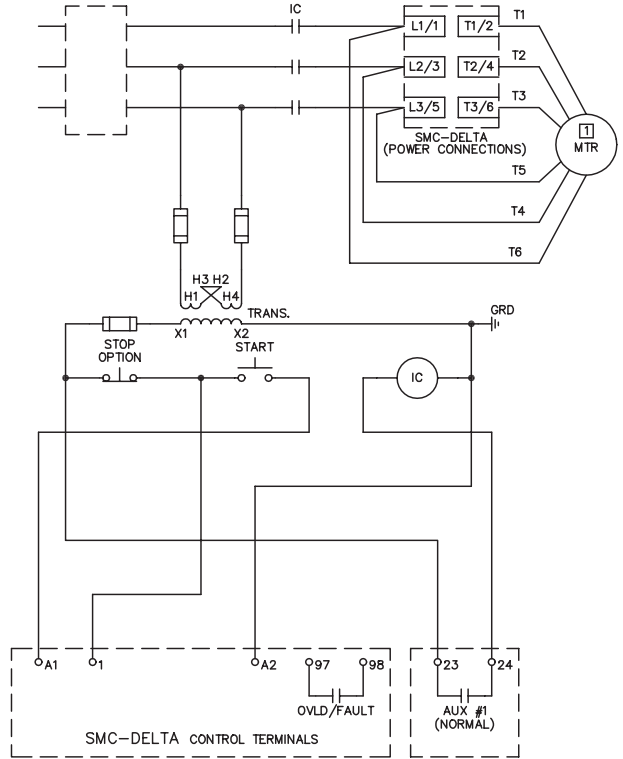 IC
L1/1 T1/2 T1
L2/3 T2/4 T2
L3/5 T3/6 T3
1
MTR
SMC-DELTA
(POWER CONNECTIONS)
T5
T4
T6
H3 H2
H1 H4
TRANS.
X1 X2
GRD
STOP
OPTION
START
IC
A1 1 A2 97 98 23 24
OVLD/FAULT
AUX #1
(NORMAL)
SMC-DELTA CONTROL TERMINALS